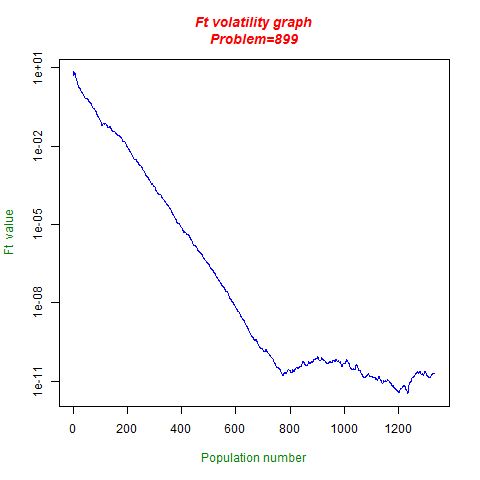 Ft volatility graph
Problem=899
1e+01
1e-02
1e-05
1e-08
1e-11
Ft value
0 200 400 600 800 1000 1200
Population number